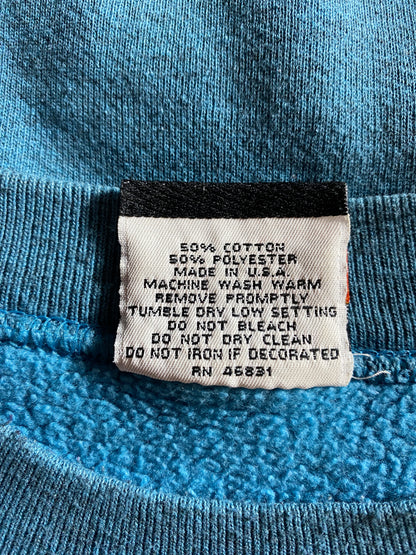 50% COTTON
50% POLYESTER
MADE IN U.S.A.
MACHINE WASH WARM
REMOVE PROMPTLY
TUMBLE DRY LOW SETTING
DO NOT BLEACH
DO NOT DRY CLEAN
DO NOT IRON IF DECORATED
RN 46831